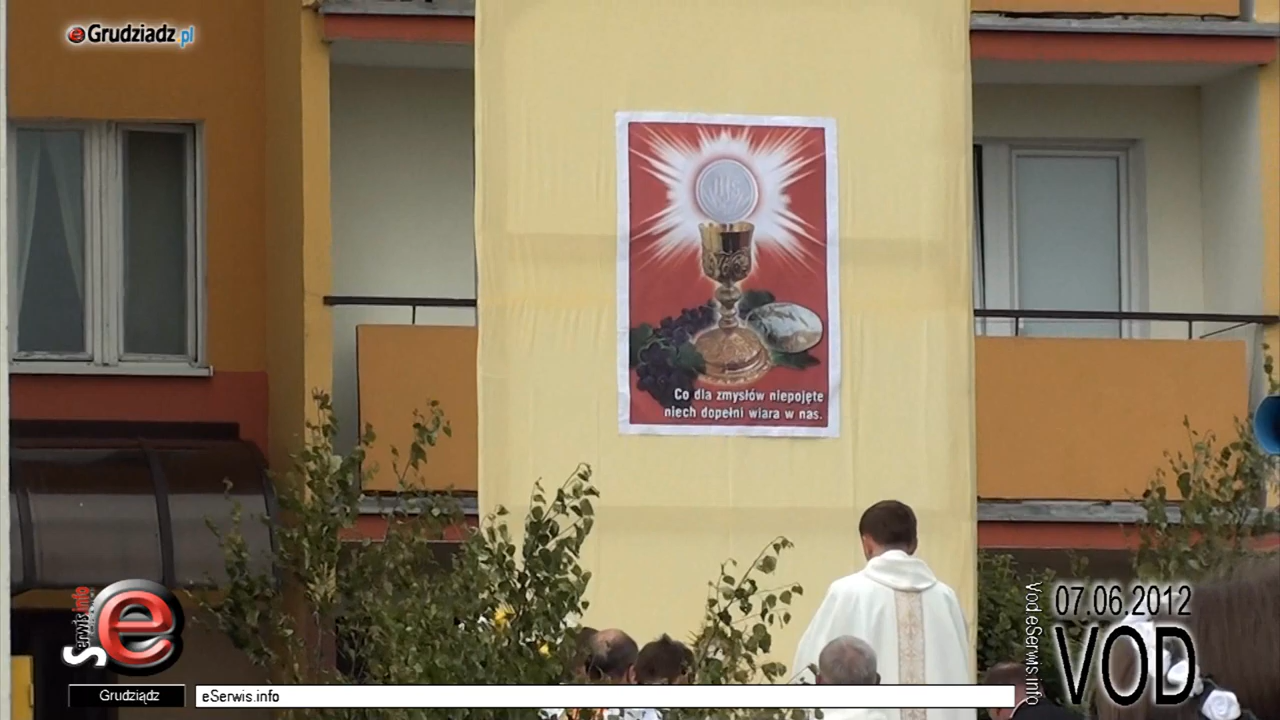 eGrudziadz.pl
IHS
Co dla zmysłów niepojęte
niech dopełni wiara w nas.
Serwis info
e
Grudziądz
eSerwis.info
Vod.eSerwis.info
07.06.2012
VOD